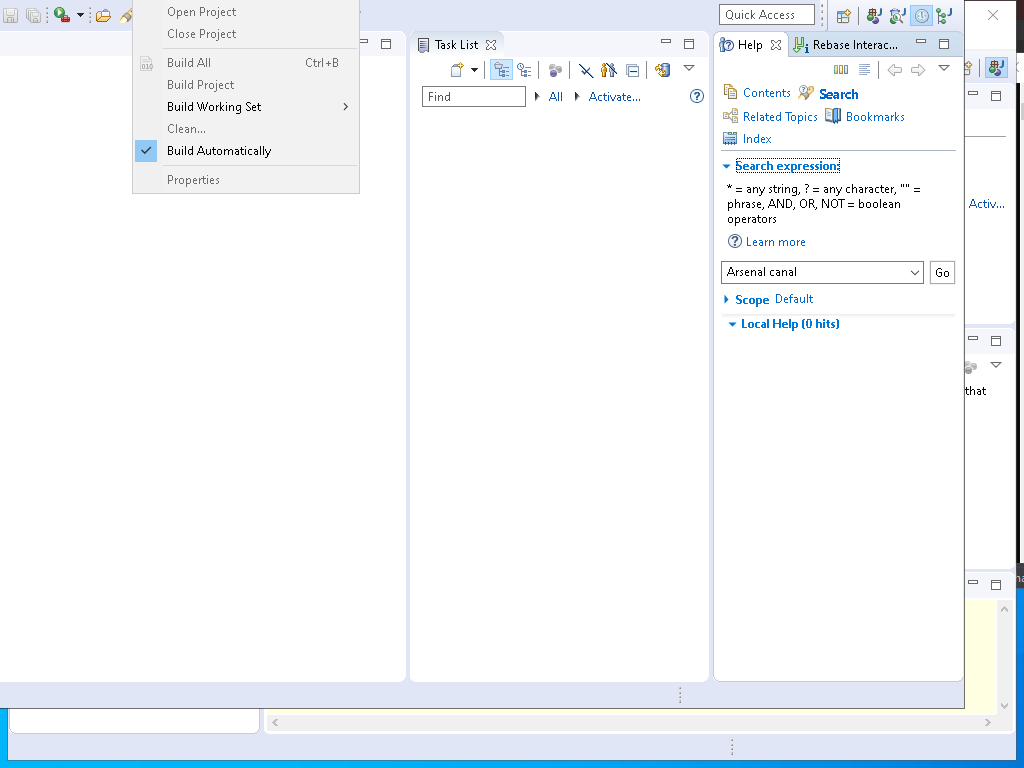 Open Project
Close Project
Build All Ctrl+B
Build Project
Build Working Set
Clean...
Build Automatically
Properties
Task List
Find
All
Activate...
Quick Access
Help
Rebase Interac...
Contents
Search
Related Topics
Bookmarks
Index
Search expression:
* = any string, ? = any character, "" =
phrase, AND, OR, NOT = boolean
operators
Learn more
Arsenal canal
Go
Scope Default
Local Help (0 hits)
Activ...
that